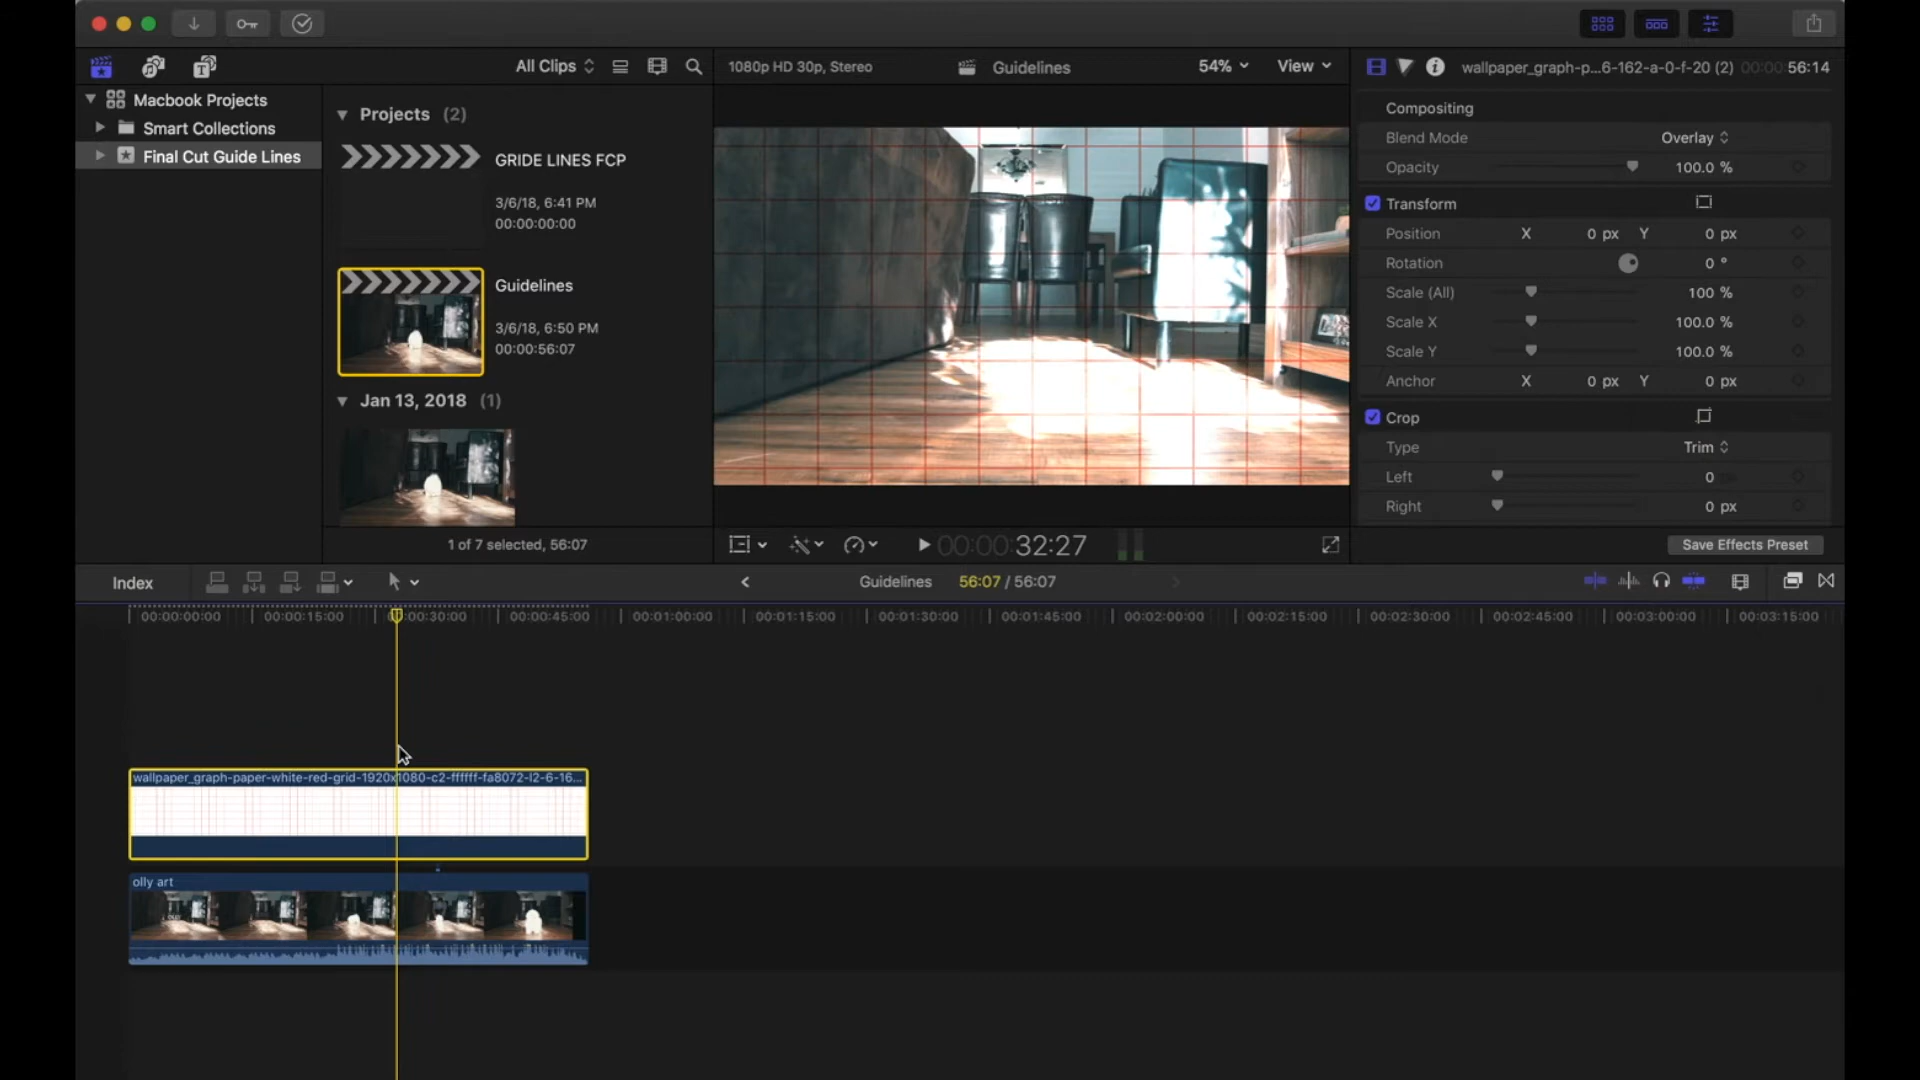 All Clips
1080p HD 30p, Stereo
Guidelines
54%
View
wallpaper_graph-p...6-162-a-0-f-20 (2)
00:00:56:14
Macbook Projects
Smart Collections
Final Cut Guide Lines
Projects (2)
GRIDE LINES FCP
3/6/18, 6:41 PM
00:00:00:00
Guidelines
3/6/18, 6:50 PM
00:00:56:07
Jan 13, 2018 (1)
1 of 7 selected, 56:07
00:00:32:27
Compositing
Blend Mode Overlay
Opacity 100.0 %
Transform
Position X 0 px Y 0 px
Rotation 0 °
Scale (All) 100 %
Scale X 100.0 %
Scale Y 100.0 %
Anchor X 0 px Y 0 px
Crop
Type Trim
Left 0
Right 0 px
Save Effects Preset
Index
Guidelines 56:07 / 56:07
00:00:00:00 00:00:15:00 00:00:30:00 00:00:45:00 00:01:00:00 00:01:15:00 00:01:30:00 00:01:45:00 00:02:00:00 00:02:15:00 00:02:30:00 00:02:45:00 00:03:00:00 00:03:15:00
wallpaper_graph-paper-white-red-grid-1920x1080-c2-ffffff-fa8072-l2-6-16...
olly art